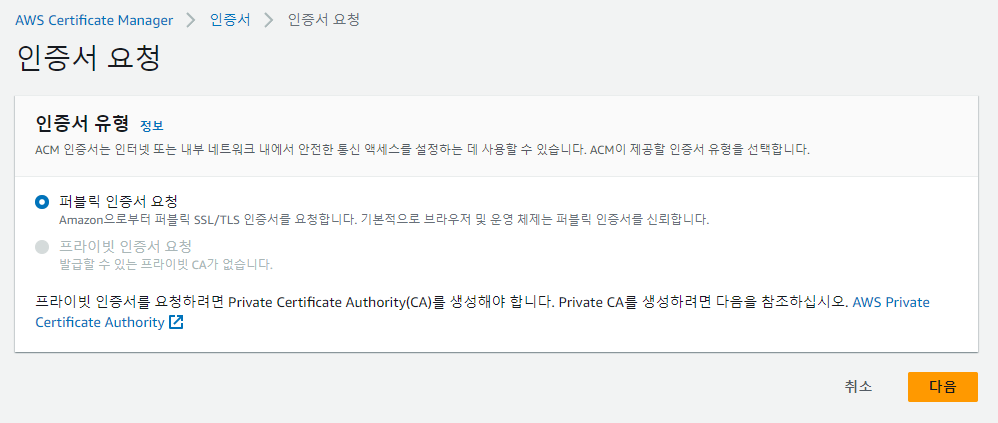 AWS Certificate Manager > 인증서 > 인증서 요청
인증서 요청
인증서 유형 정보
ACM 인증서는 인터넷 또는 내부 네트워크 내에서 안전한 통신 액세스를 설정하는 데 사용할 수 있습니다. ACM이 제공할 인증서 유형을 선택합니다.
퍼블릭 인증서 요청
Amazon으로부터 퍼블릭 SSL/TLS 인증서를 요청합니다. 기본적으로 브라우저 및 운영 체제는 퍼블릭 인증서를 신뢰합니다.
프라이빗 인증서 요청
발급할 수 있는 프라이빗 CA가 없습니다.
프라이빗 인증서를 요청하려면 Private Certificate Authority(CA)를 생성해야 합니다. Private CA를 생성하려면 다음을 참조하십시오. AWS Private
Certificate Authority
취소 다음